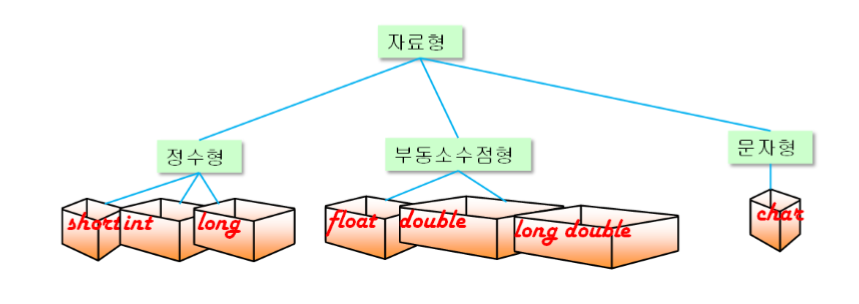 자료형
정수형
부동소수점형
문자형
short int long
float double long double
char